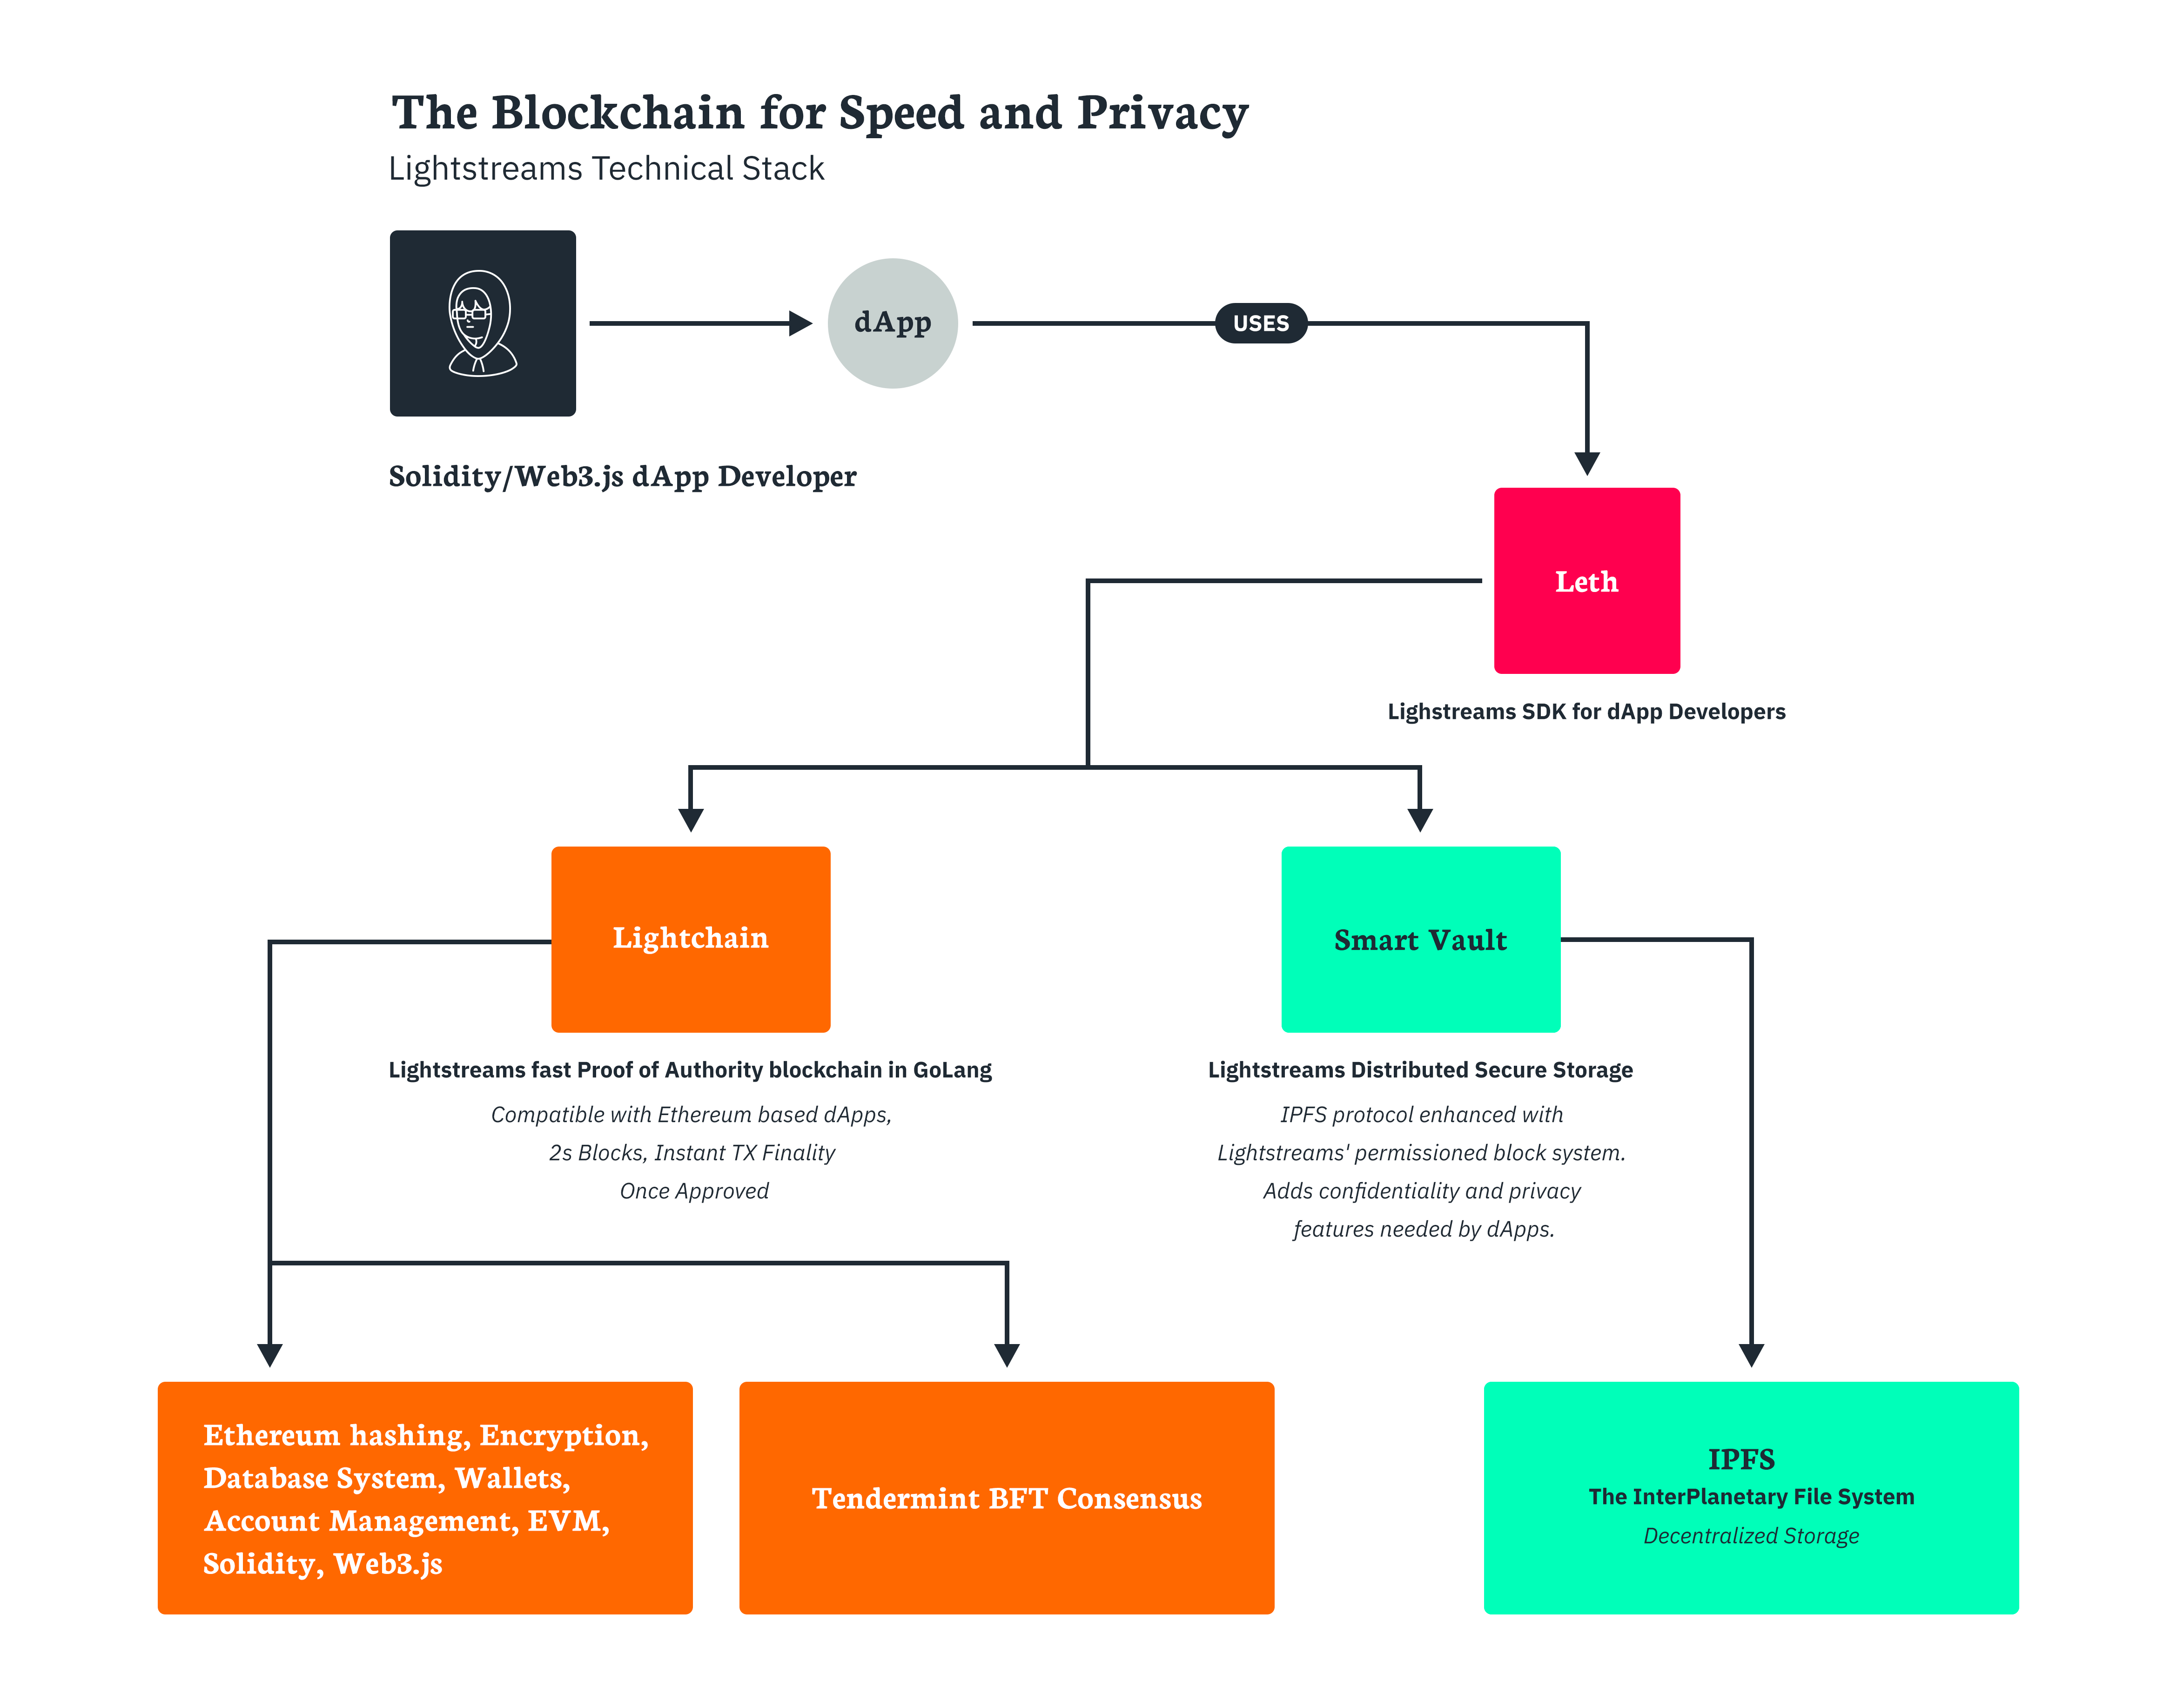 The Blockchain for Speed and Privacy
Lightstreams Technical Stack
dApp
USES
Solidity/Web3.js dApp Developer
Leth
Lighstreams SDK for dApp Developers
Lightchain
Smart Vault
Lightstreams fast Proof of Authority blockchain in GoLang
Compatible with Ethereum based dApps,
2s Blocks, Instant TX Finality
Once Approved
Lightstreams Distributed Secure Storage
IPFS protocol enhanced with
Lightstreams' permissioned block system.
Adds confidentiality and privacy
features needed by dApps.
Ethereum hashing, Encryption,
Database System, Wallets,
Account Management, EVM,
Solidity, Web3.js
Tendermint BFT Consensus
IPFS
The InterPlanetary File System
Decentralized Storage